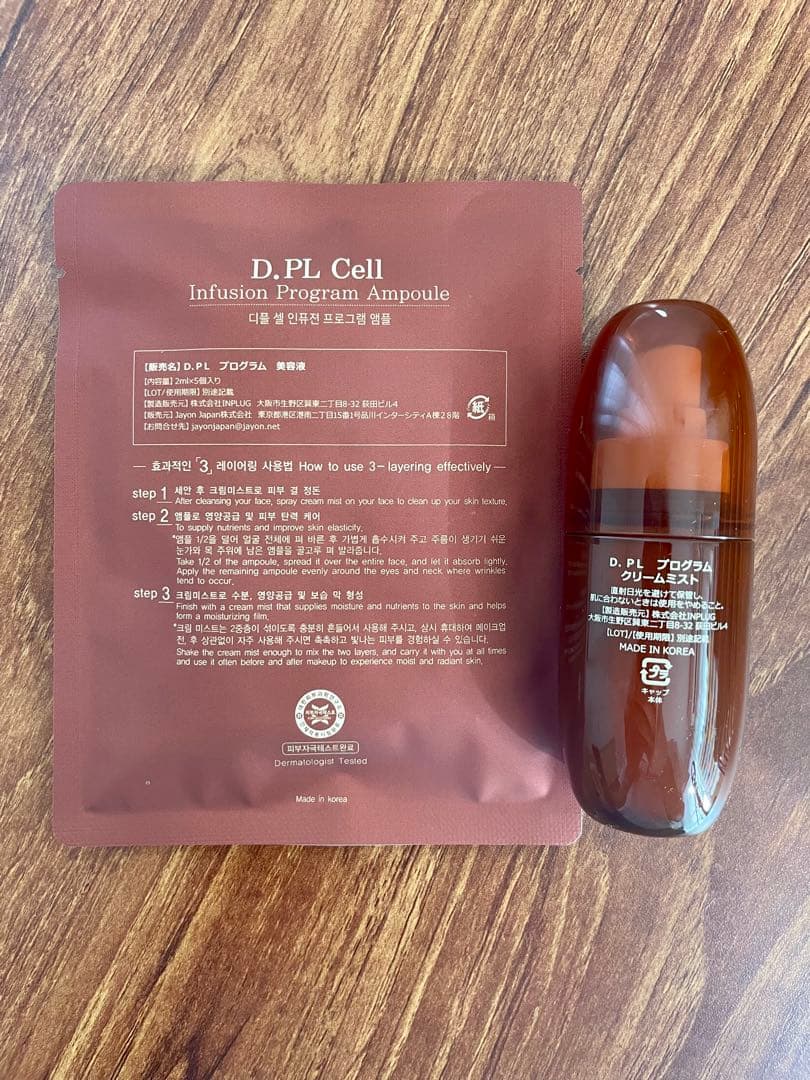 D.PL Cell
Infusion Program Ampoule
디플 셀 인퓨전 프로그램 앰플
【販売名】D.PL プログラム 美容液
【内容量】2ml×5個入り
【LOT/使用期限】別途記載
【製造販売元】株式会社INPLUG 大阪市生野区巽東二丁目8-32 荻田ビル4
【販売元】Jayon Japan株式会社 東京都港区港南二丁目15番1号品川インターシティA棟28階
【お問合せ先】jayonjapan@jayon.net
紙
箱
효과적인 「3」 레이어링 사용법 How to use 3-layering effectively
step 1 세안 후 크림미스트로 피부 결 정돈
After cleansing your face, spray cream mist on your face to clean up your skin texture.
step 2 앰플로 영양공급 및 피부 탄력 케어
To supply nutrients and improve skin elasticity.
*앰플 1/2을 덜어 얼굴 전체에 펴 바른 후 가볍게 흡수시켜 주고 주름이 생기기 쉬운
눈가와 목 주위에 남은 앰플을 골고루 펴 발라줍니다.
Take 1/2 of the ampoule, spread it over the entire face, and let it absorb lightly.
Apply the remaining ampoule evenly around the eyes and neck where wrinkles
tend to occur.
step 3 크림미스트로 수분, 영양공급 및 보습 막 형성
Finish with a cream mist that supplies moisture and nutrients to the skin and helps
form a moisturizing film.
*크림 미스트는 2중층이 섞이도록 충분히 흔들어서 사용해 주시고, 상시 휴대하여 메이크업
전, 후 상관없이 자주 사용해 주시면 촉촉하고 빛나는 피부를 경험하실 수 있습니다.
Shake the cream mist enough to mix the two layers, and carry it with you at all times
and use it often before and after makeup to experience moist and radiant skin.
피부자극테스트완료
Dermatologist Tested
Made in korea
D. PL プログラム
クリームミスト
直射日光を避けて保管し、
肌に合わないときは使用をやめること。
【製造販売元】株式会社INPLUG
大阪市生野区巽東二丁目8-32 荻田ビル4
【LOT/【使用期限】別途記載
MADE IN KOREA
プラ
キャップ
本体